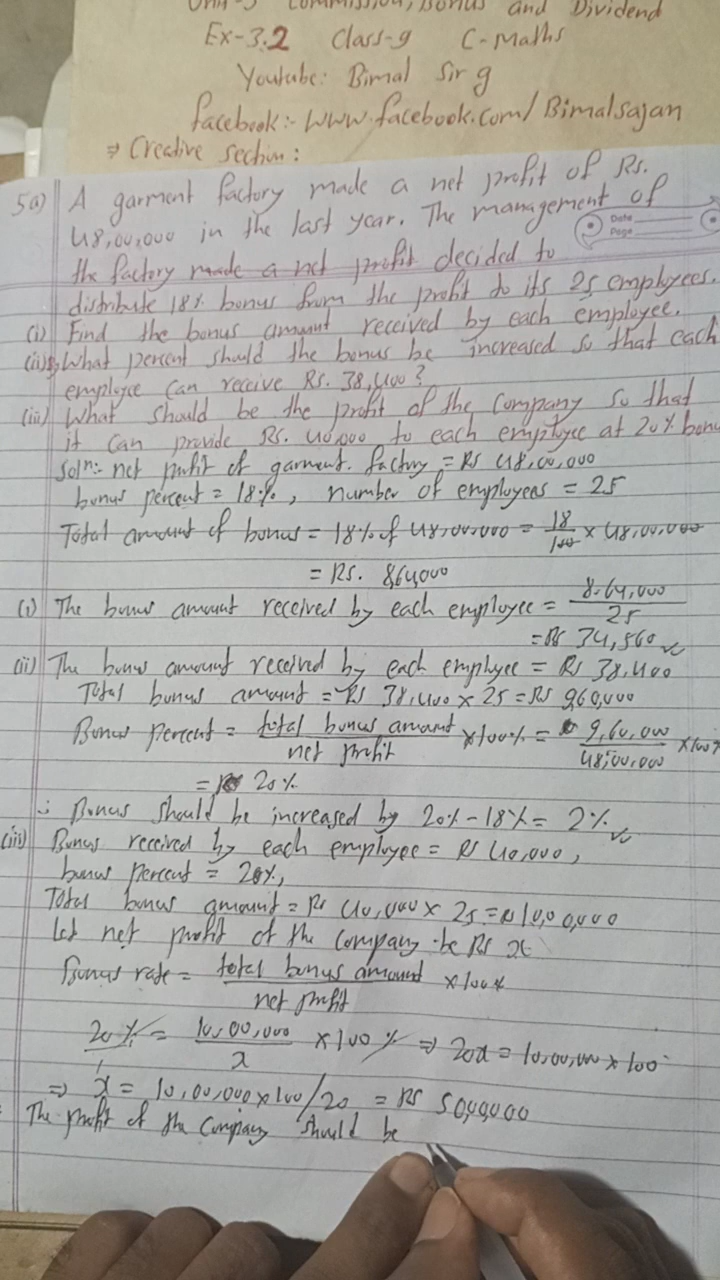 Unit-3 Commission, Bonus and Dividend
Ex-3.2 Class-9 C-Maths
Youtube: Bimal Sir g
facebook:- www.facebook.com/Bimalsajan
⇒ Creative section:
5a) A garment factory made a net profit of Rs.
48,00,000 in the last year. The management of
Date
Page
the factory made a net profit decided to
distribute 18% bonus from the profit to its 25 employees.
(i) Find the bonus amount received by each employee.
(ii) What percent should the bonus be increased so that each
employee can receive Rs. 38,400?
(iii) What should be the profit of the company so that
it can provide Rs. 40,000 to each employee at 20% bonu
Soln:- net profit of garment factory = Rs 48,00,000
bonus percent = 18%, number of employees = 25
Total amount of bonus = 18% of 48,00,000 = 18/100 × 48,00,000
= Rs. 864000
(i) The bonus amount received by each employee = 8,64,000/25
= Rs 34,560 ✓
(ii) The bonus amount received by each employee = Rs 38,400
Total bonus amount = Rs 38,400 × 25 = Rs 960,000
Bonus percent = total bonus amount/net profit ×100% = 9,60,000/48,00,000 ×100%
= 20%
∴ Bonus should be increased by 20% - 18% = 2% ✓
(iii) Bonus received by each employee = Rs 40,000,
bonus percent = 20%,
Total bonus amount = Rs 40,000 × 25 = Rs 10,00,000
Let net profit of the company be Rs x
Bonus rate = total bonus amount/net profit ×100%
20%/1 = 10,00,000/x ×100% ⇒ 20x = 10,00,000 × 100
⇒ x = 10,00,000×100/20 = Rs 50,00,000
The profit of the company should be